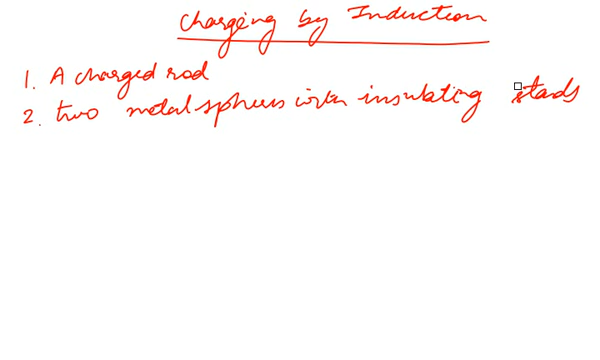 Charging by Induction
1. A charged rod
2. two metal spheres with insulating stands